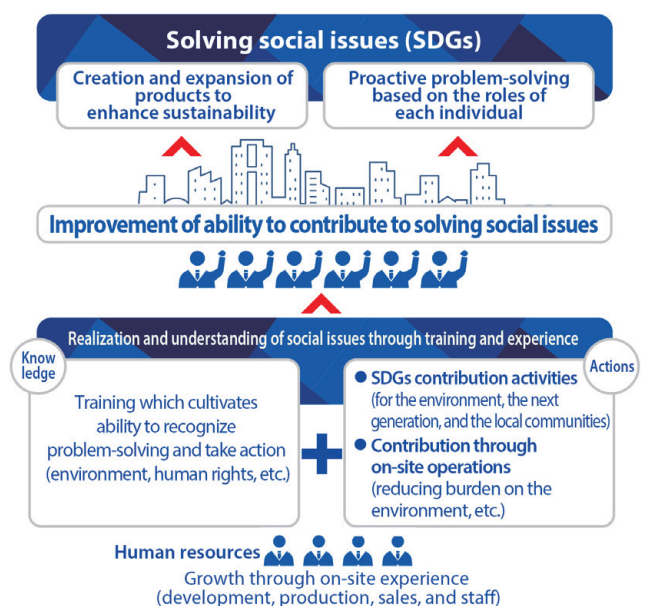 Solving social issues (SDGs)
Creation and expansion of
products to
enhance sustainability
Proactive problem-solving
based on the roles of
each individual
Improvement of ability to contribute to solving social issues
Realization and understanding of social issues through training and experience
Know
ledge
Training which cultivates
ability to recognize
problem-solving and take action
(environment, human rights, etc.)
Actions
● SDGs contribution activities
(for the environment, the next
generation, and the local communities)
● Contribution through
on-site operations
(reducing burden on the
environment, etc.)
Human resources
Growth through on-site experience
(development, production, sales, and staff)